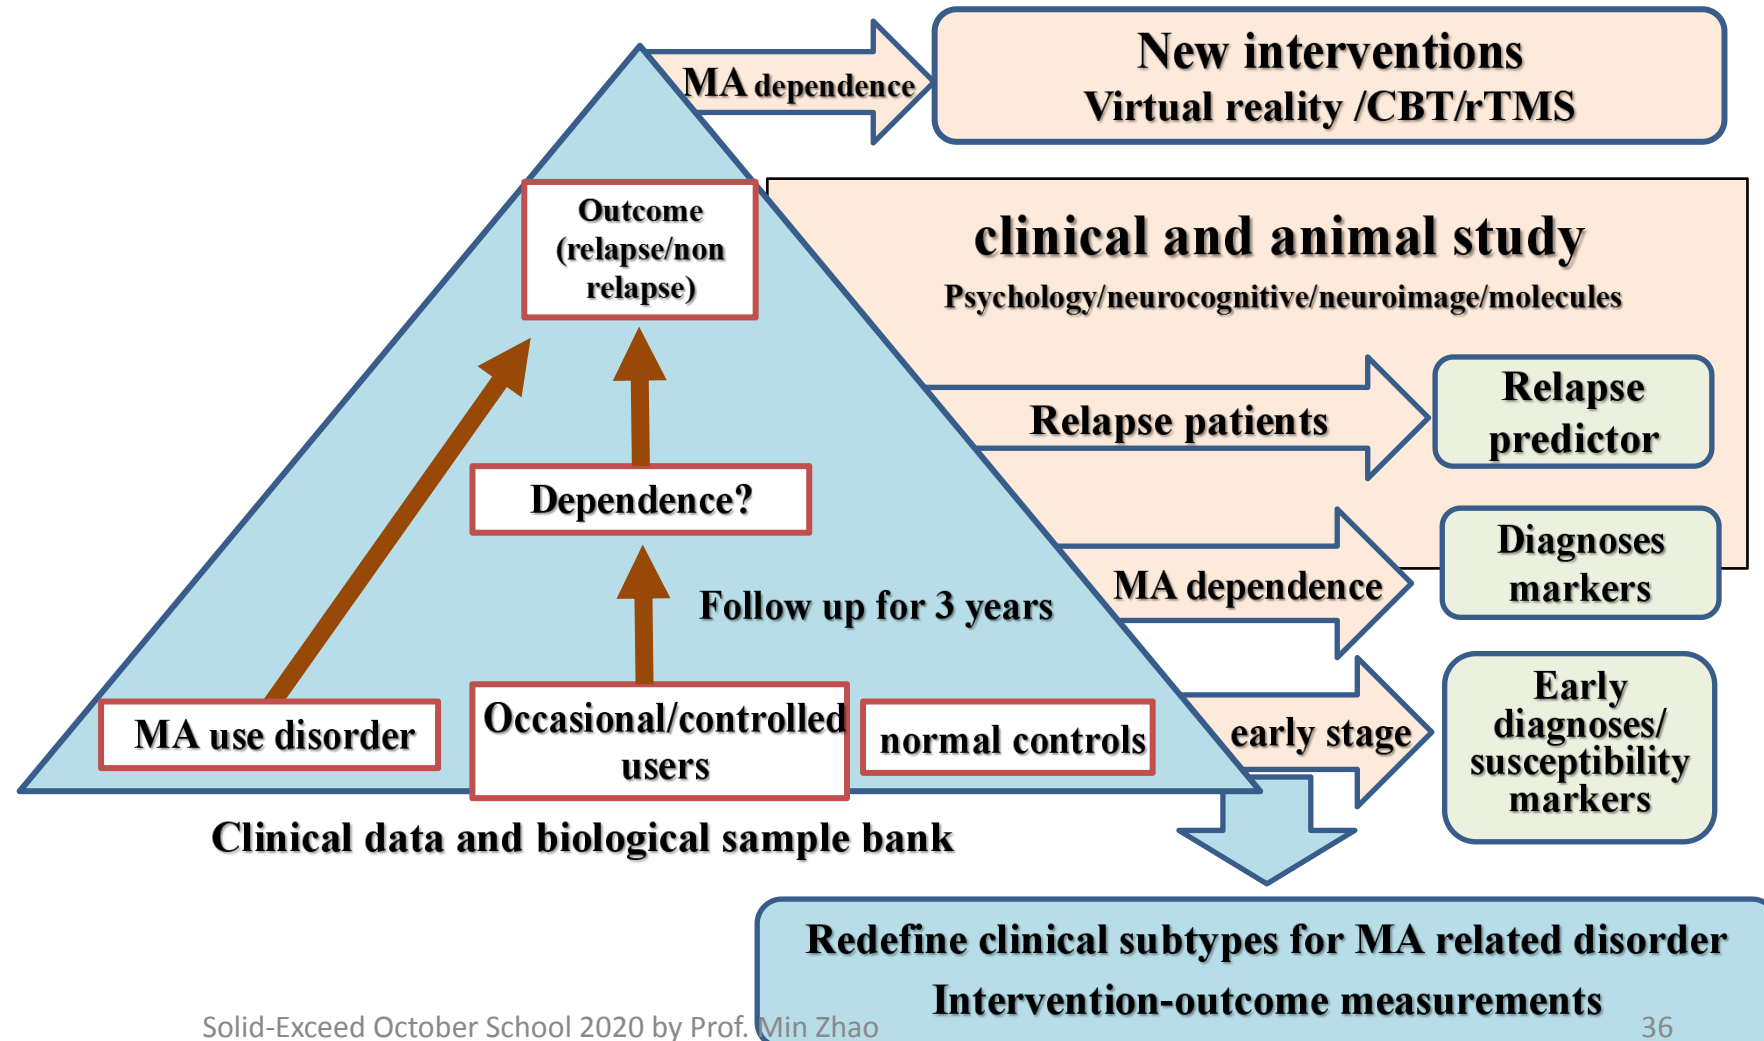 MA dependence
New interventions
Virtual reality /CBT/rTMS
Outcome
(relapse/non
relapse)
clinical and animal study
Psychology/neurocognitive/neuroimage/molecules
Relapse patients
Relapse
predictor
Dependence?
MA dependence
Diagnoses
markers
Follow up for 3 years
MA use disorder
Occasional/controlled
users
normal controls
early stage
Early
diagnoses/
susceptibility
markers
Clinical data and biological sample bank
Redefine clinical subtypes for MA related disorder
Intervention-outcome measurements
Solid-Exceed October School 2020 by Prof. Min Zhao
36